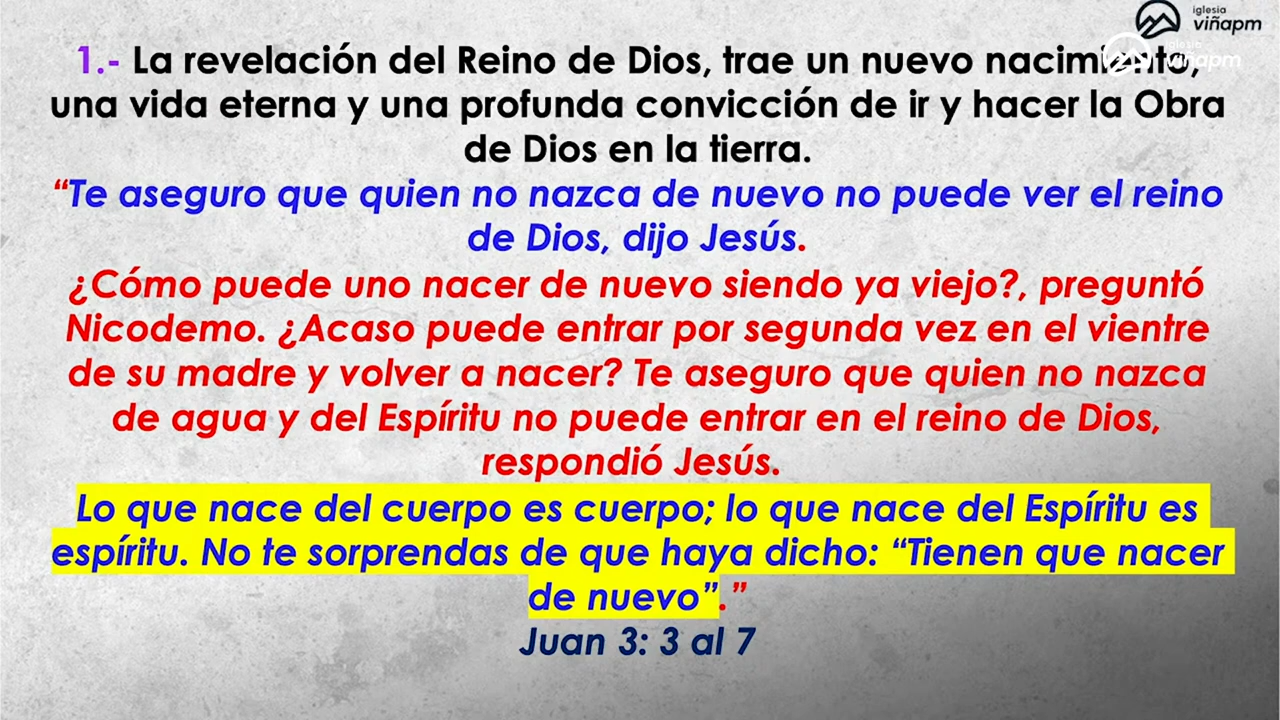 iglesia
viñapm
iglesia
viñapm
1.- La revelación del Reino de Dios, trae un nuevo nacimiento,
una vida eterna y una profunda convicción de ir y hacer la Obra
de Dios en la tierra.
“Te aseguro que quien no nazca de nuevo no puede ver el reino
de Dios, dijo Jesús.
¿Cómo puede uno nacer de nuevo siendo ya viejo?, preguntó
Nicodemo. ¿Acaso puede entrar por segunda vez en el vientre
de su madre y volver a nacer? Te aseguro que quien no nazca
de agua y del Espíritu no puede entrar en el reino de Dios,
respondió Jesús.
Lo que nace del cuerpo es cuerpo; lo que nace del Espíritu es
espíritu. No te sorprendas de que haya dicho: “Tienen que nacer
de nuevo”.”
Juan 3: 3 al 7